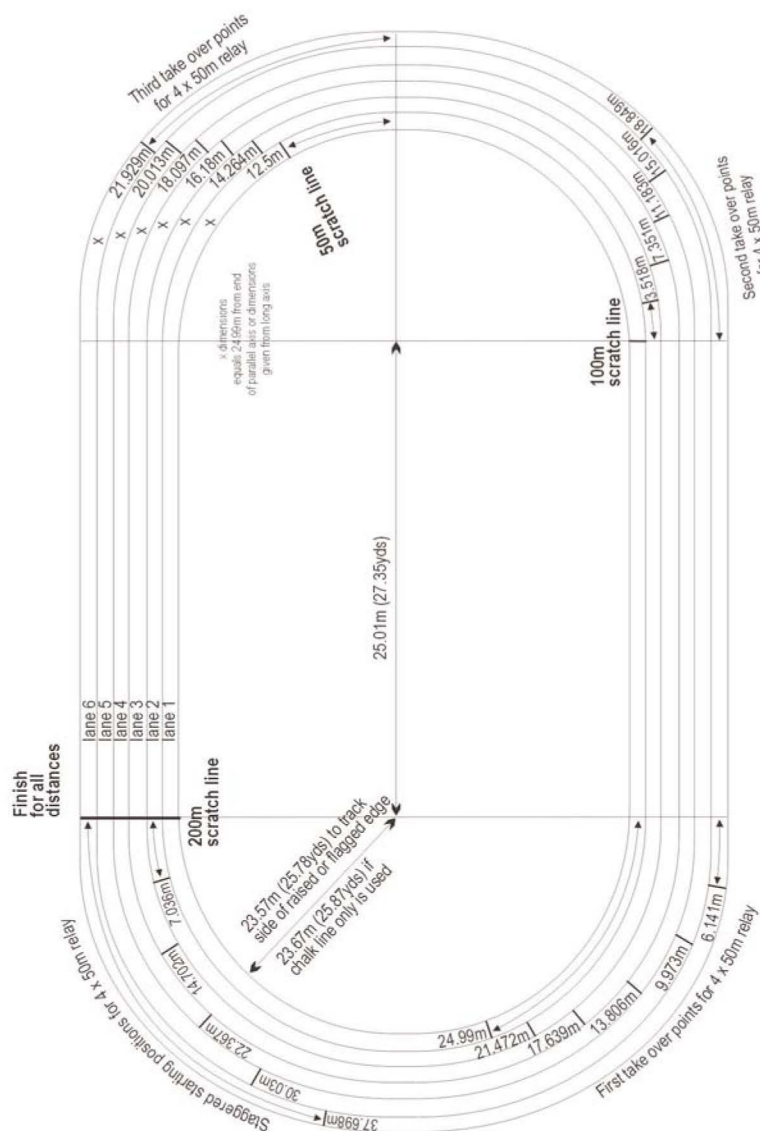 Third take over points
for 4 x 50m relay
21.929m
20.013m
18.097m
16.18m
14.264m
12.5m
x
x
x
x
x
50m
scratch line
18.849m
15.016m
11.183m
7.351m
3.518m
Second take over points
for 4 x 50m relay
x dimensions
equals 24.99m from end
of parallel axis or dimensions
given from long axis
100m
scratch line
25.01m (27.35yds)
lane 6
lane 5
lane 4
lane 3
lane 2
lane 1
Finish
for all
distances
200m
scratch line
23.57m (25.78yds) to track
side of raised or flagged edge
23.67m (25.87yds) if
chalk line only is used
7.036m
14.702m
22.367m
30.03m
37.698m
Staggered starting positions for 4 x 50m relay
24.99m
21.472m
17.639m
13.806m
9.973m
6.141m
First take over points for 4 x 50m relay